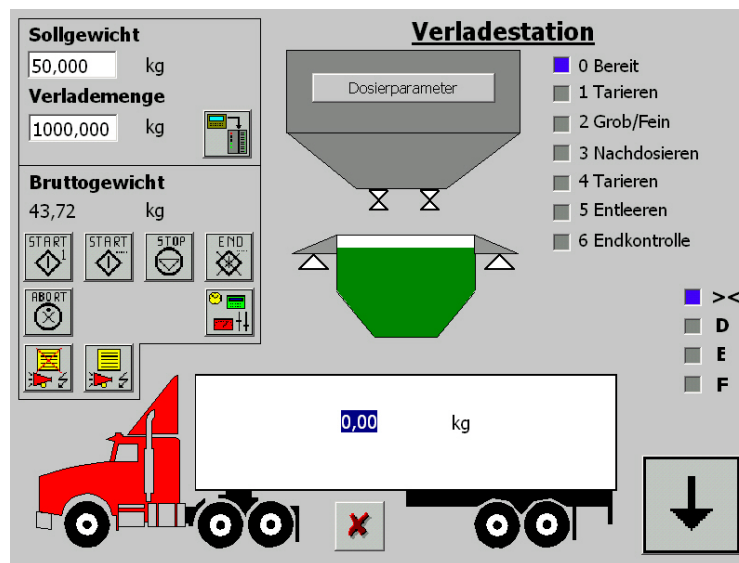 Verladestation
Sollgewicht
50,000 kg
Verlademenge
1000,000 kg
Bruttogewicht
43,72 kg
START 1
START
STOP
END
ABORT
Dosierparameter
0 Bereit
1 Tarieren
2 Grob/Fein
3 Nachdosieren
4 Tarieren
5 Entleeren
6 Endkontrolle
><
D
E
F
0,00 kg